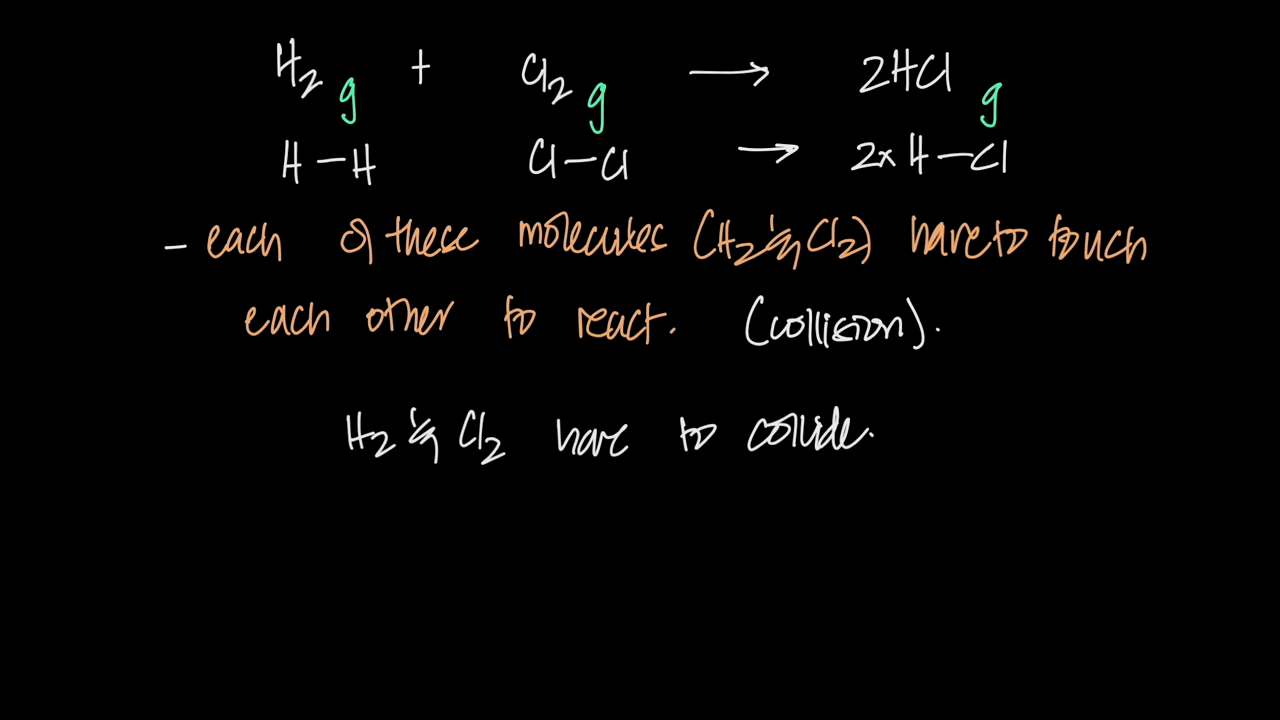 H₂ g + Cl₂ g → 2HCl g
H—H Cl—Cl → 2x H—Cl
- each of these molecules (H₂ & Cl₂) have to touch
each other to react. (collision).
H₂ & Cl₂ have to collide.